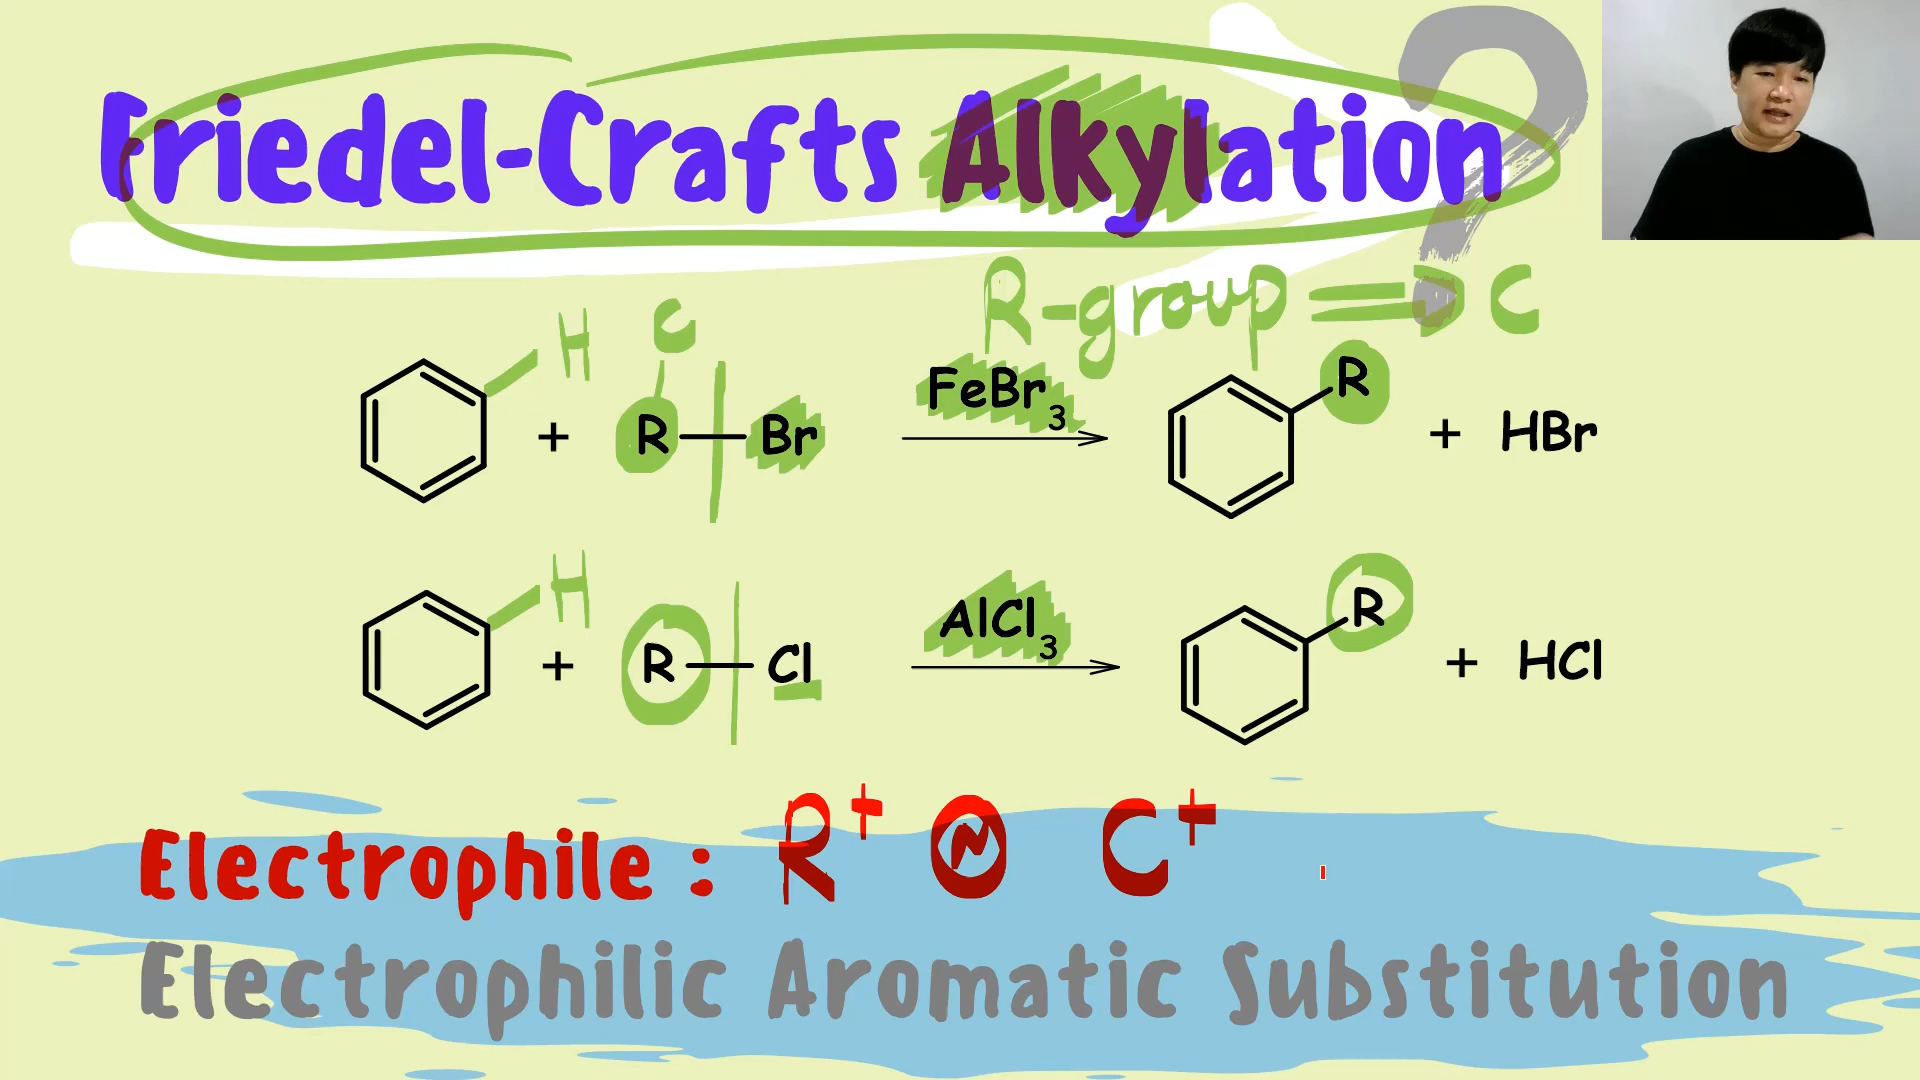 Friedel-Crafts Alkylation ?
R-group ⇒ C
H C
+ R — Br FeBr₃ R + HBr
H
+ R — Cl AlCl₃ R + HCl
Electrophile : R⁺ C⁺
Electrophilic Aromatic Substitution